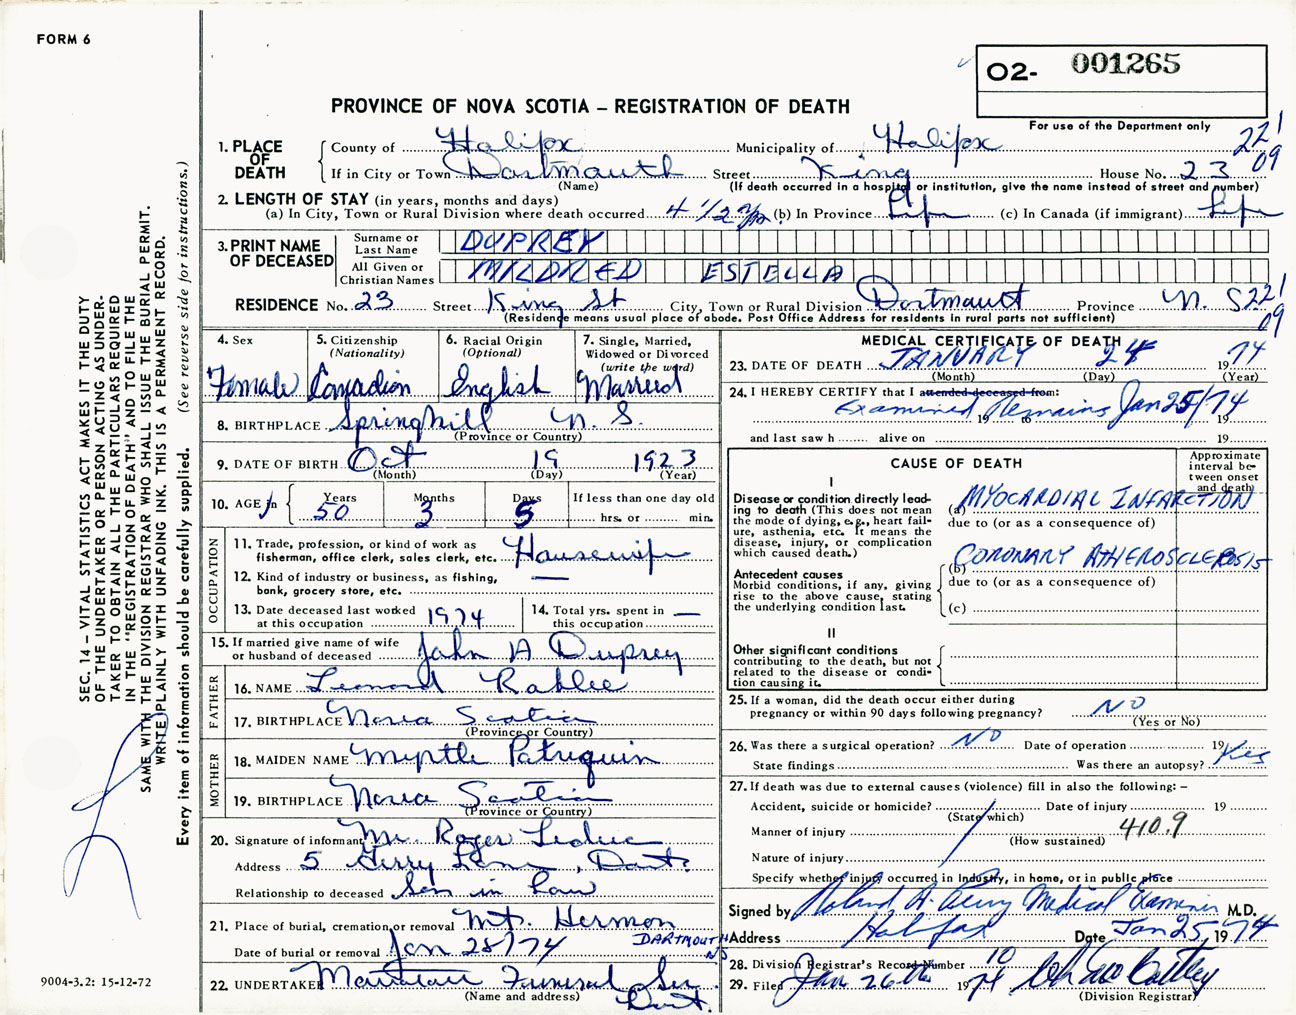 FORM 6
O2- 001265
PROVINCE OF NOVA SCOTIA – REGISTRATION OF DEATH
For use of the Department only
221
09
1. PLACE OF DEATH
County of Halifax Municipality of Halifax
If in City or Town Dartmouth Street King House No. 23
(Name) (If death occurred in a hospital or institution, give the name instead of street and number)
2. LENGTH OF STAY (in years, months and days)
(a) In City, Town or Rural Division where death occurred 4 1/2 (b) In Province Life (c) In Canada (if immigrant) Life
3. PRINT NAME OF DECEASED
Surname or Last Name DUPREY
All Given or Christian Names MILDRED ESTELLA
RESIDENCE No. 23 Street King St City, Town or Rural Division Dartmouth Province N. S.
221
09
(Residence means usual place of abode. Post Office Address for residents in rural parts not sufficient)
4. Sex
Female
5. Citizenship (Nationality)
Canadian
6. Racial Origin (Optional)
English
7. Single, Married, Widowed or Divorced (write the word)
Married
8. BIRTHPLACE Springhill N. S.
(Province or Country)
9. DATE OF BIRTH Oct 19 1923
(Month) (Day) (Year)
10. AGE in Years Months Days If less than one day old
50 3 5 hrs. or min.
OCCUPATION
11. Trade, profession, or kind of work as fisherman, office clerk, sales clerk, etc. Housewife
12. Kind of industry or business, as fishing, bank, grocery store, etc. —
13. Date deceased last worked at this occupation 1974
14. Total yrs. spent in this occupation —
15. If married give name of wife or husband of deceased John A Duprey
FATHER
16. NAME Leonard
17. BIRTHPLACE Nova Scotia
(Province or Country)
MOTHER
18. MAIDEN NAME Myrtle Patriquin
19. BIRTHPLACE Nova Scotia
(Province or Country)
20. Signature of informant Mr. Roger Leduc
Address 5 Gerry Lane, Dart.
Relationship to deceased Son in Law
21. Place of burial, cremation or removal Mt. Hermon
Date of burial or removal Jan 28/74 DARTMOUTH NS
22. UNDERTAKER Funeral Ser. Dart.
(Name and address)
MEDICAL CERTIFICATE OF DEATH
23. DATE OF DEATH JANUARY 24 1974
(Month) (Day) (Year)
24. I HEREBY CERTIFY that I attended deceased from:
Examined Remains Jan 25/74
19 to 19
and last saw h alive on 19
CAUSE OF DEATH
Approximate interval between onset and death
I
Disease or condition directly leading to death (This does not mean the mode of dying, e.g., heart failure, asthenia, etc. It means the disease, injury, or complication which caused death.)
(a) MYOCARDIAL INFARCTION
due to (or as a consequence of)
Antecedent causes
Morbid conditions, if any, giving rise to the above cause, stating the underlying condition last.
(b) CORONARY ATHEROSCLEROSIS
due to (or as a consequence of)
(c)
II
Other significant conditions
contributing to the death, but not related to the disease or condition causing it.
25. If a woman, did the death occur either during pregnancy or within 90 days following pregnancy? NO
(Yes or No)
26. Was there a surgical operation? NO Date of operation 19
State findings Was there an autopsy? Yes
27. If death was due to external causes (violence) fill in also the following: –
Accident, suicide or homicide? Date of injury 19
(State which)
Manner of injury 410.9
(How sustained)
Nature of injury
Specify whether injury occurred in Industry, in home, or in public place
Signed by Roland A. Perry Medical Examiner M.D.
Address Halifax Date Jan 25, 1974
28. Division Registrar's Record Number 10
29. Filed Jan 26th 1974
(Division Registrar)
SEC. 14 – VITAL STATISTICS ACT MAKES IT THE DUTY
OF THE UNDERTAKER OR PERSON ACTING AS UNDER-
TAKER TO OBTAIN ALL THE PARTICULARS REQUIRED
IN THE "REGISTRATION OF DEATH" AND TO FILE THE
SAME WITH THE DIVISION REGISTRAR WHO SHALL ISSUE THE BURIAL PERMIT.
WRITE PLAINLY WITH UNFADING INK. THIS IS A PERMANENT RECORD.
Every item of information should be carefully supplied. (See reverse side for instructions.)
9004-3.2: 15-12-72